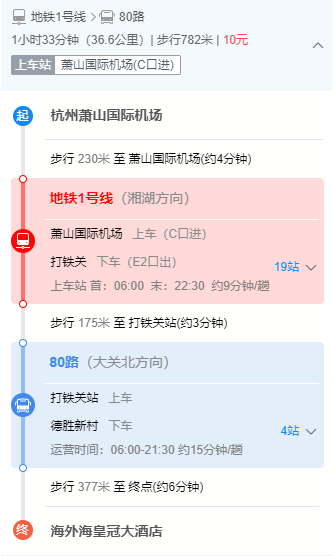 地铁1号线 > 80路
1小时33分钟（36.6公里）| 步行782米 | 10元
上车站 萧山国际机场(C口进)
起 杭州萧山国际机场
步行 230米 至 萧山国际机场(约4分钟)
地铁1号线（湘湖方向）
萧山国际机场 上车（C口进）
打铁关 下车（E2口出） 19站
上车站 首：06:00 末：22:30 约9分钟/趟
步行 175米 至 打铁关站(约3分钟)
80路（大关北方向）
打铁关站 上车
德胜新村 下车 4站
运营时间：06:00-21:30 约15分钟/趟
步行 377米 至 终点(约6分钟)
终 海外海皇冠大酒店